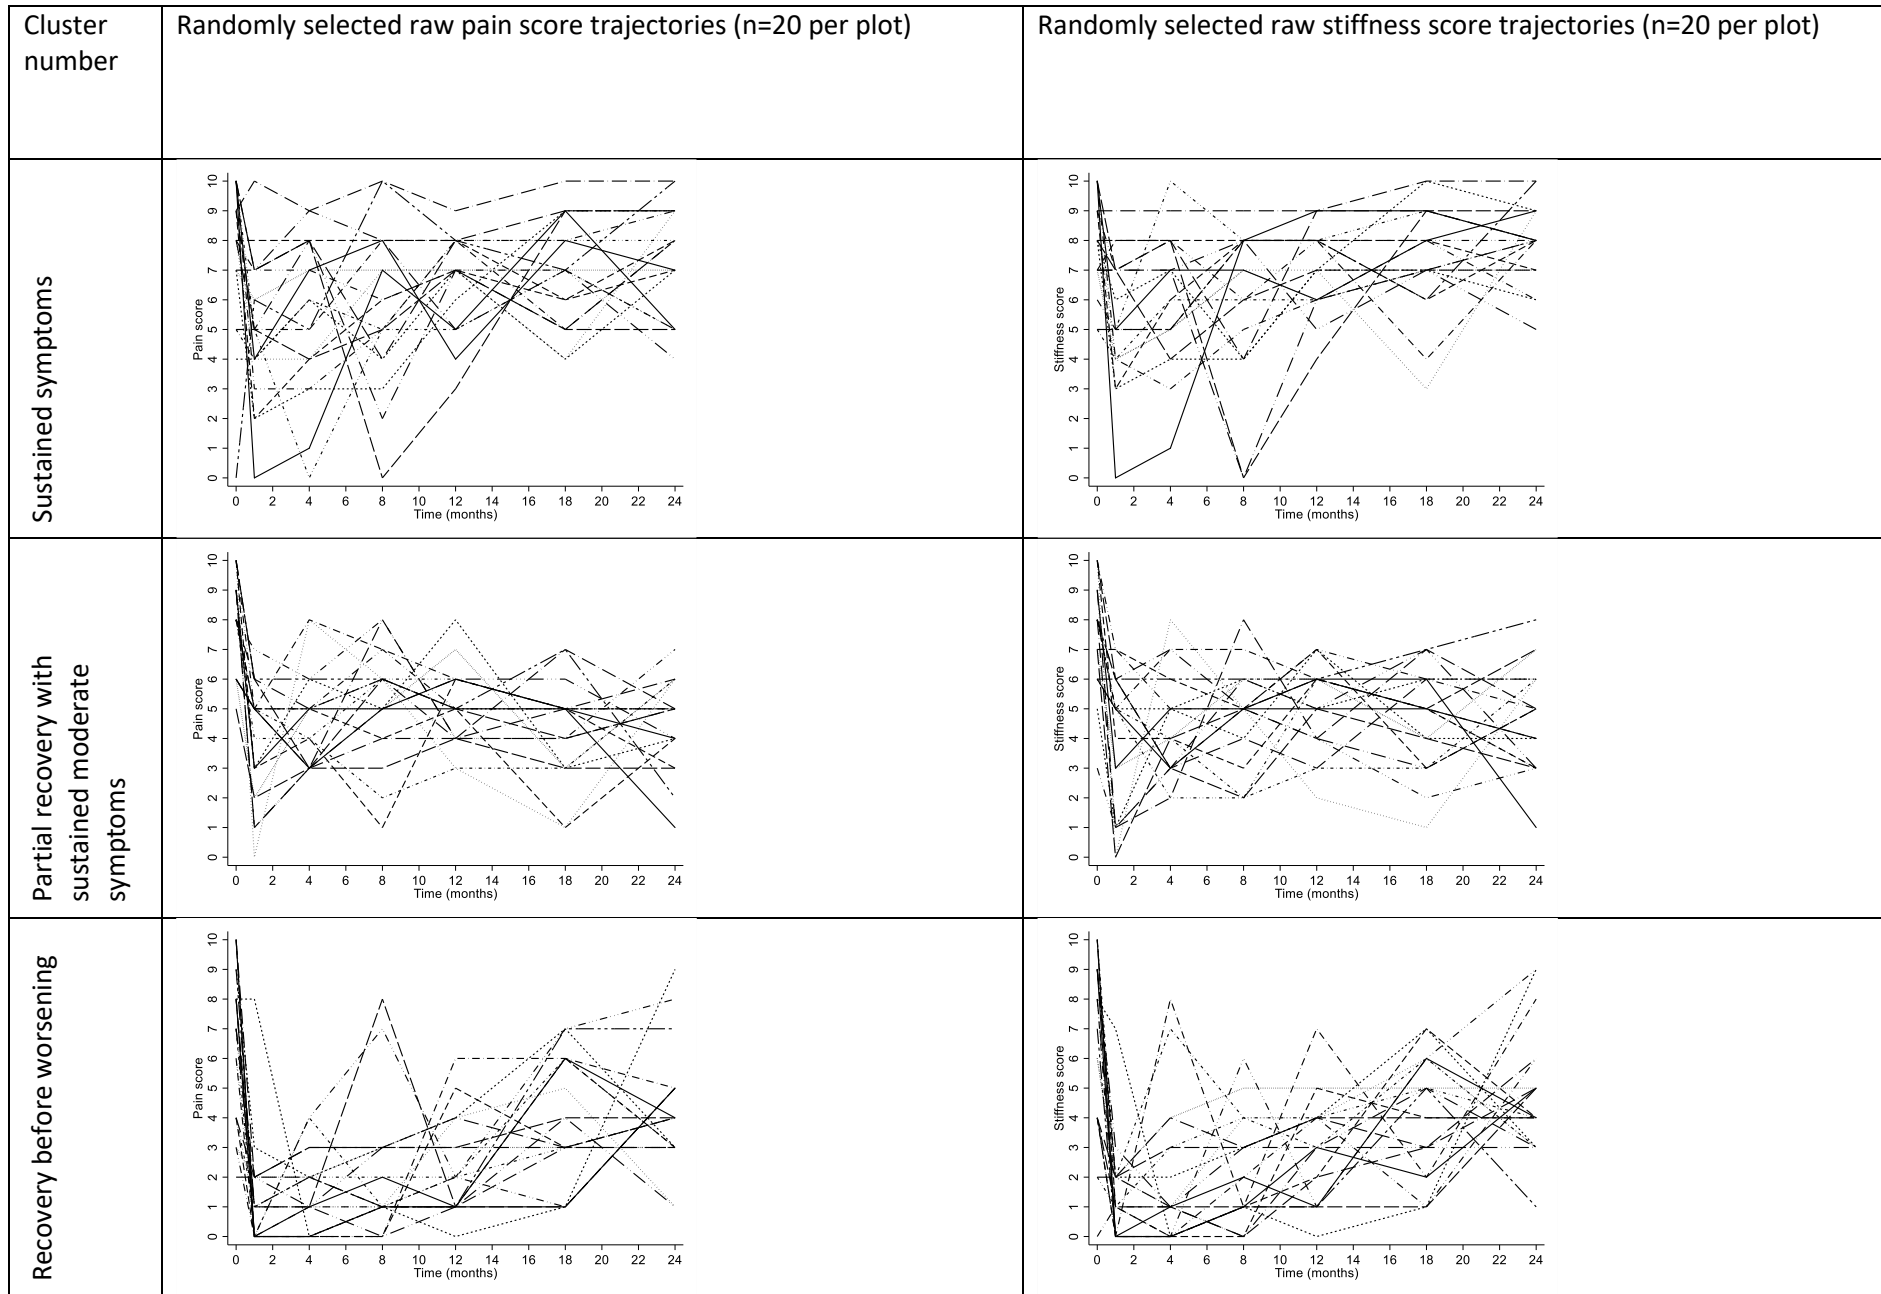 Cluster
number
Randomly selected raw pain score trajectories (n=20 per plot)
Randomly selected raw stiffness score trajectories (n=20 per plot)
Sustained symptoms
10
9
8
7
6
5
4
3
2
1
0
Pain score
0 2 4 6 8 10 12 14 16 18 20 22 24
Time (months)
10
9
8
7
6
5
4
3
2
1
0
Stiffness score
0 2 4 6 8 10 12 14 16 18 20 22 24
Time (months)
Partial recovery with
sustained moderate
symptoms
10
9
8
7
6
5
4
3
2
1
0
Pain score
0 2 4 6 8 10 12 14 16 18 20 22 24
Time (months)
10
9
8
7
6
5
4
3
2
1
0
Stiffness score
0 2 4 6 8 10 12 14 16 18 20 22 24
Time (months)
Recovery before worsening
10
9
8
7
6
5
4
3
2
1
0
Pain score
0 2 4 6 8 10 12 14 16 18 20 22 24
Time (months)
10
9
8
7
6
5
4
3
2
1
0
Stiffness score
0 2 4 6 8 10 12 14 16 18 20 22 24
Time (months)